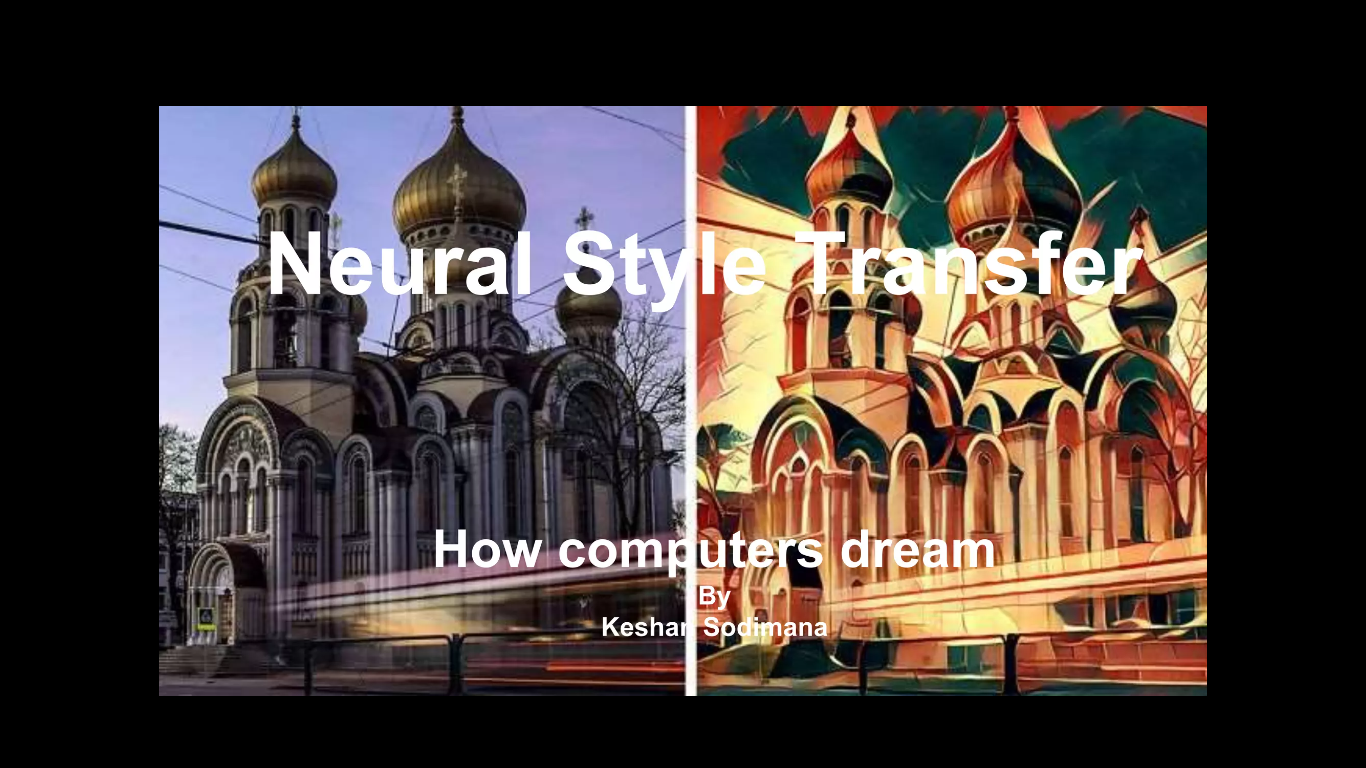 Neural Style Transfer
How computers dream
By
Keshan Sodimana